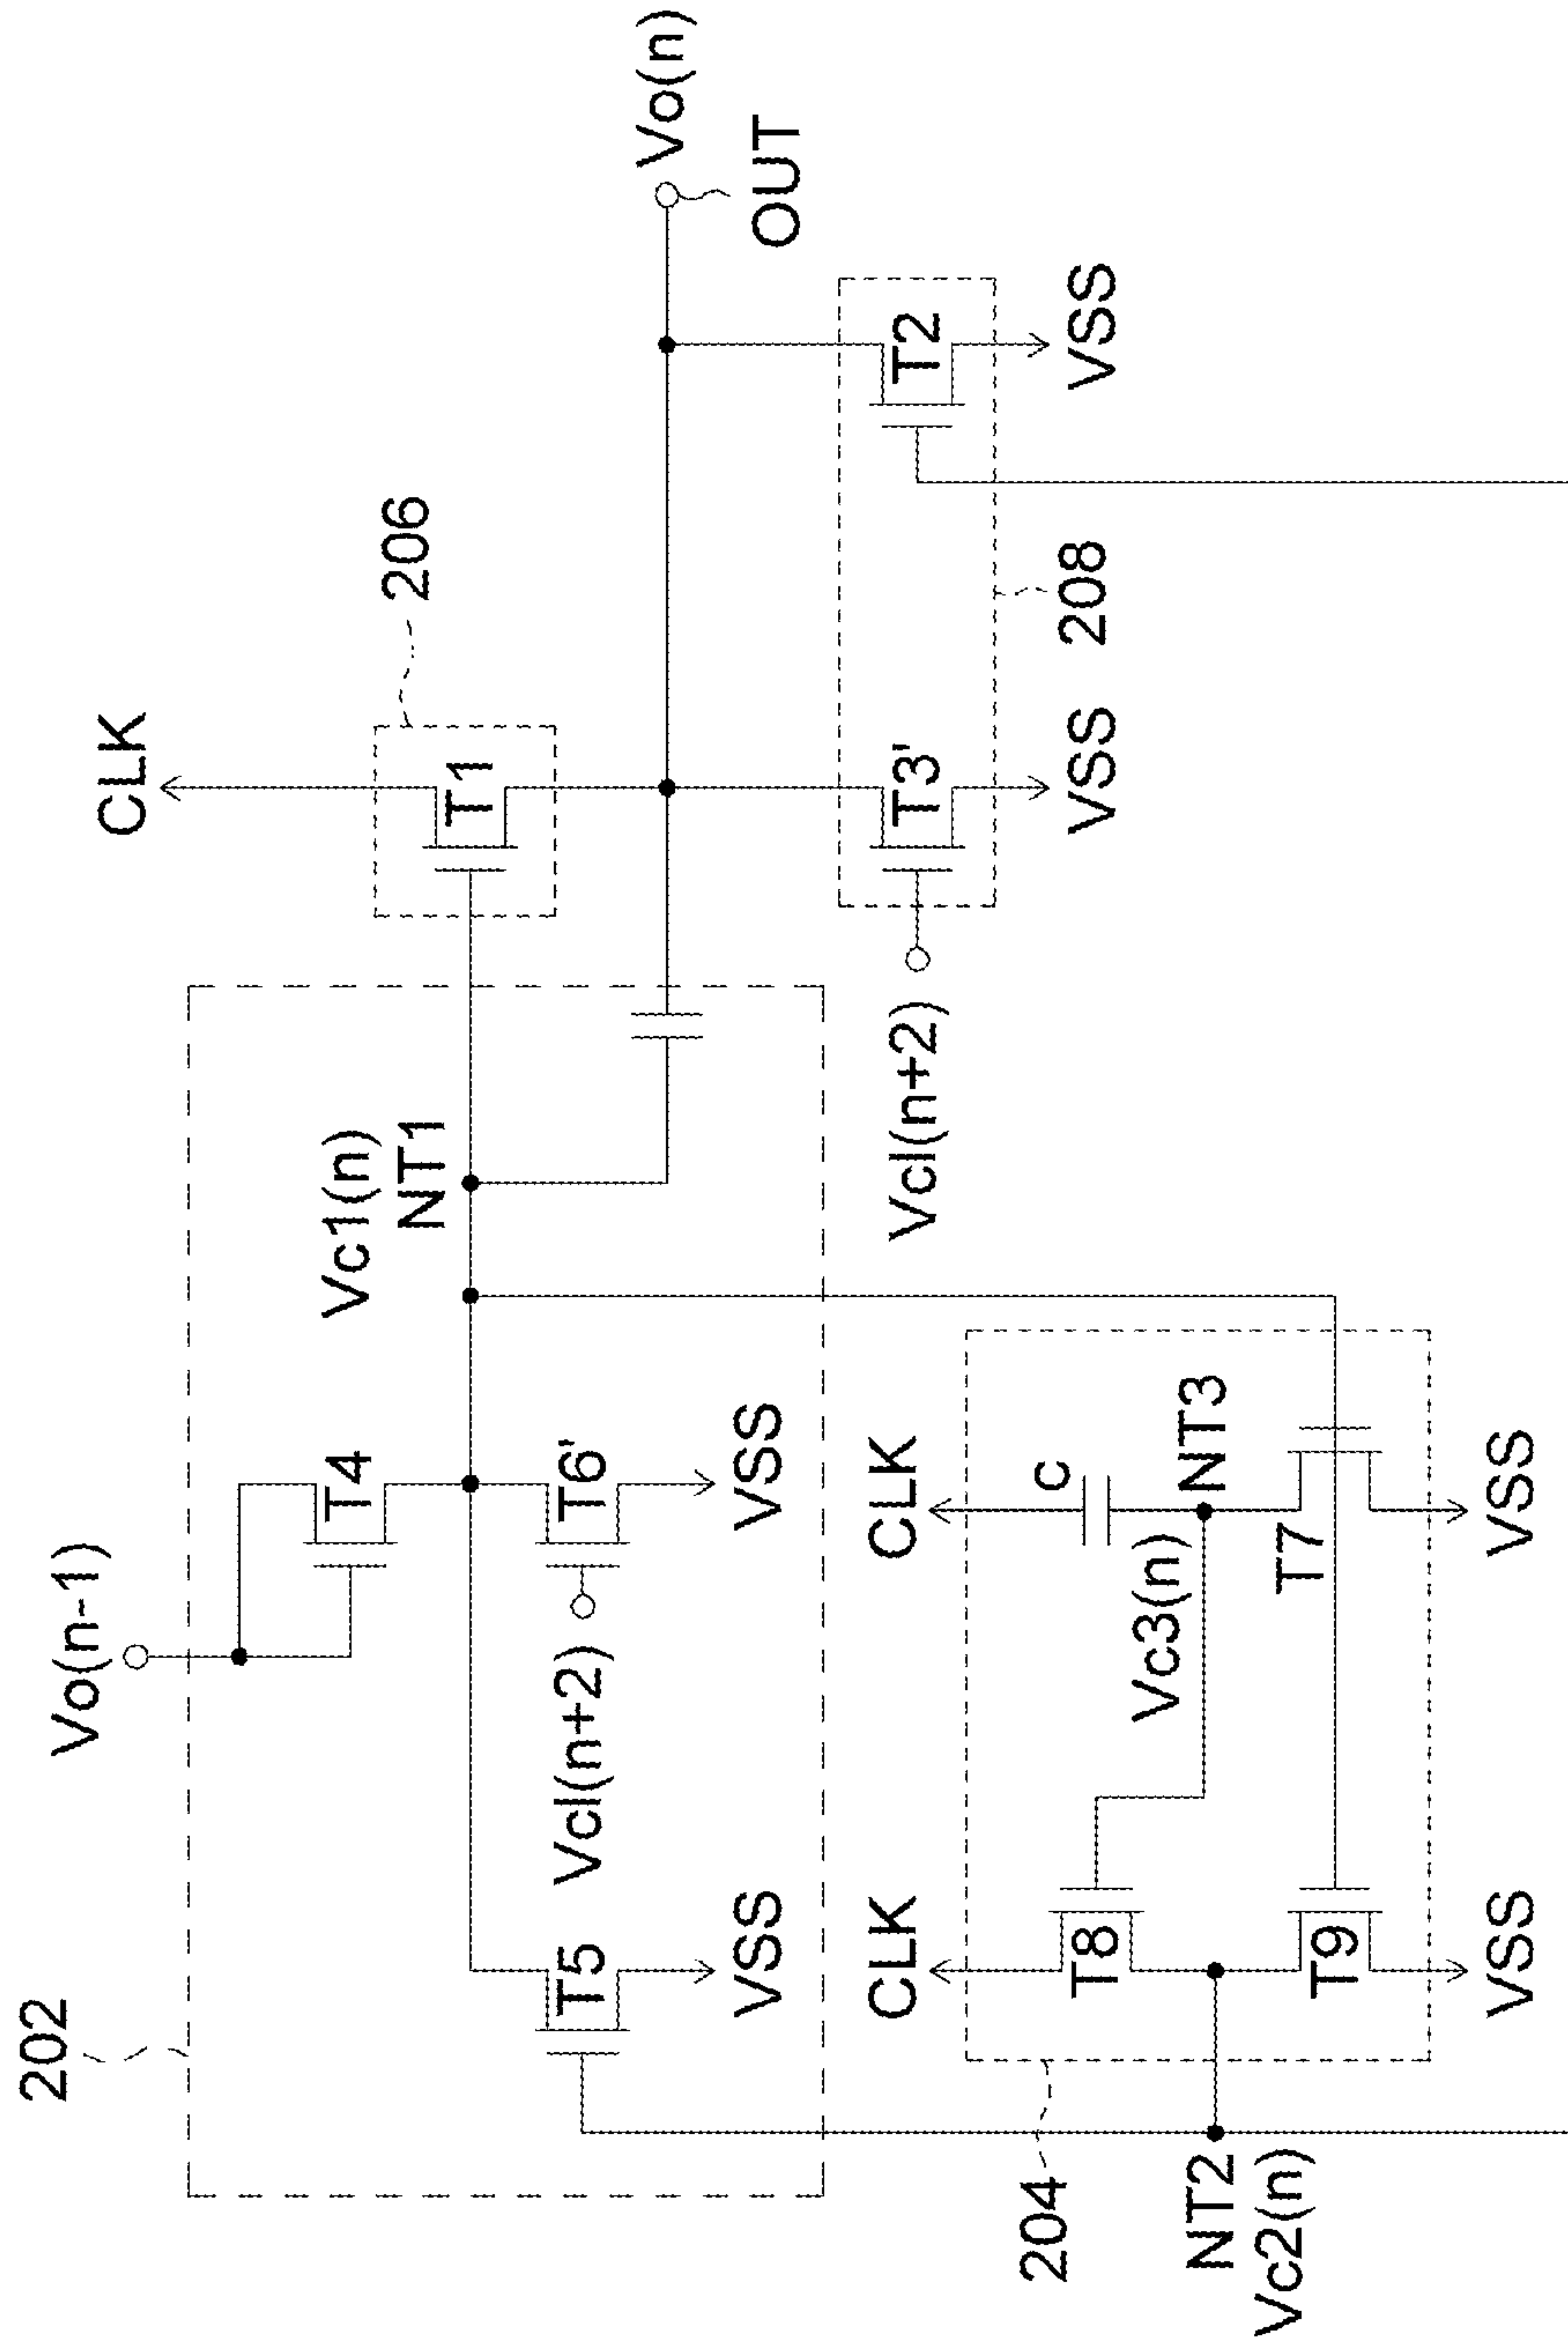 202
Vo(n-1)
CLK
T4
Vc1(n)
206
NT1
T1
T5
Vcl(n+2)
T6'
Vo(n)
VSS
VSS
OUT
CLK
CLK
Vcl(n+2)
T3'
T2
204
c
208
VSS
VSS
T8
Vc3(n)
NT3
NT2
Vc2(n)
T7
T9
VSS
VSS